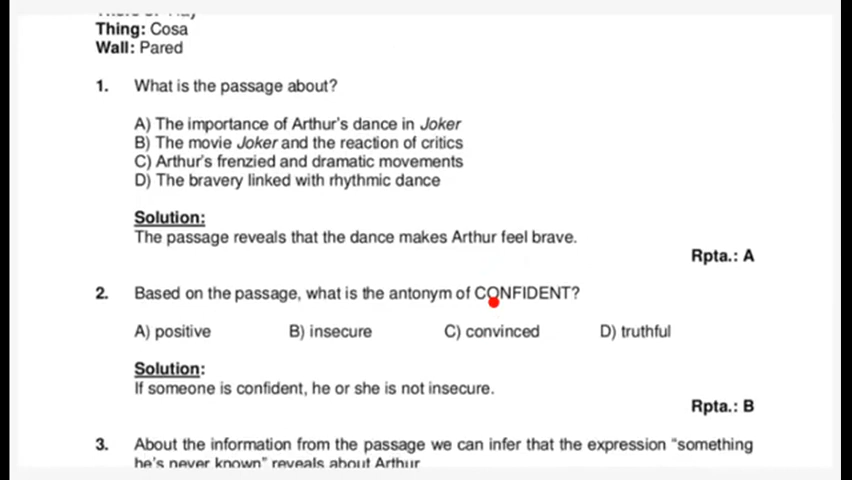 Thing: Cosa
Wall: Pared
1. What is the passage about?
A) The importance of Arthur's dance in Joker
B) The movie Joker and the reaction of critics
C) Arthur's frenzied and dramatic movements
D) The bravery linked with rhythmic dance
Solution:
The passage reveals that the dance makes Arthur feel brave.
Rpta.: A
2. Based on the passage, what is the antonym of CONFIDENT?
A) positive B) insecure C) convinced D) truthful
Solution:
If someone is confident, he or she is not insecure.
Rpta.: B
3. About the information from the passage we can infer that the expression “something
he's never known” reveals about Arthur